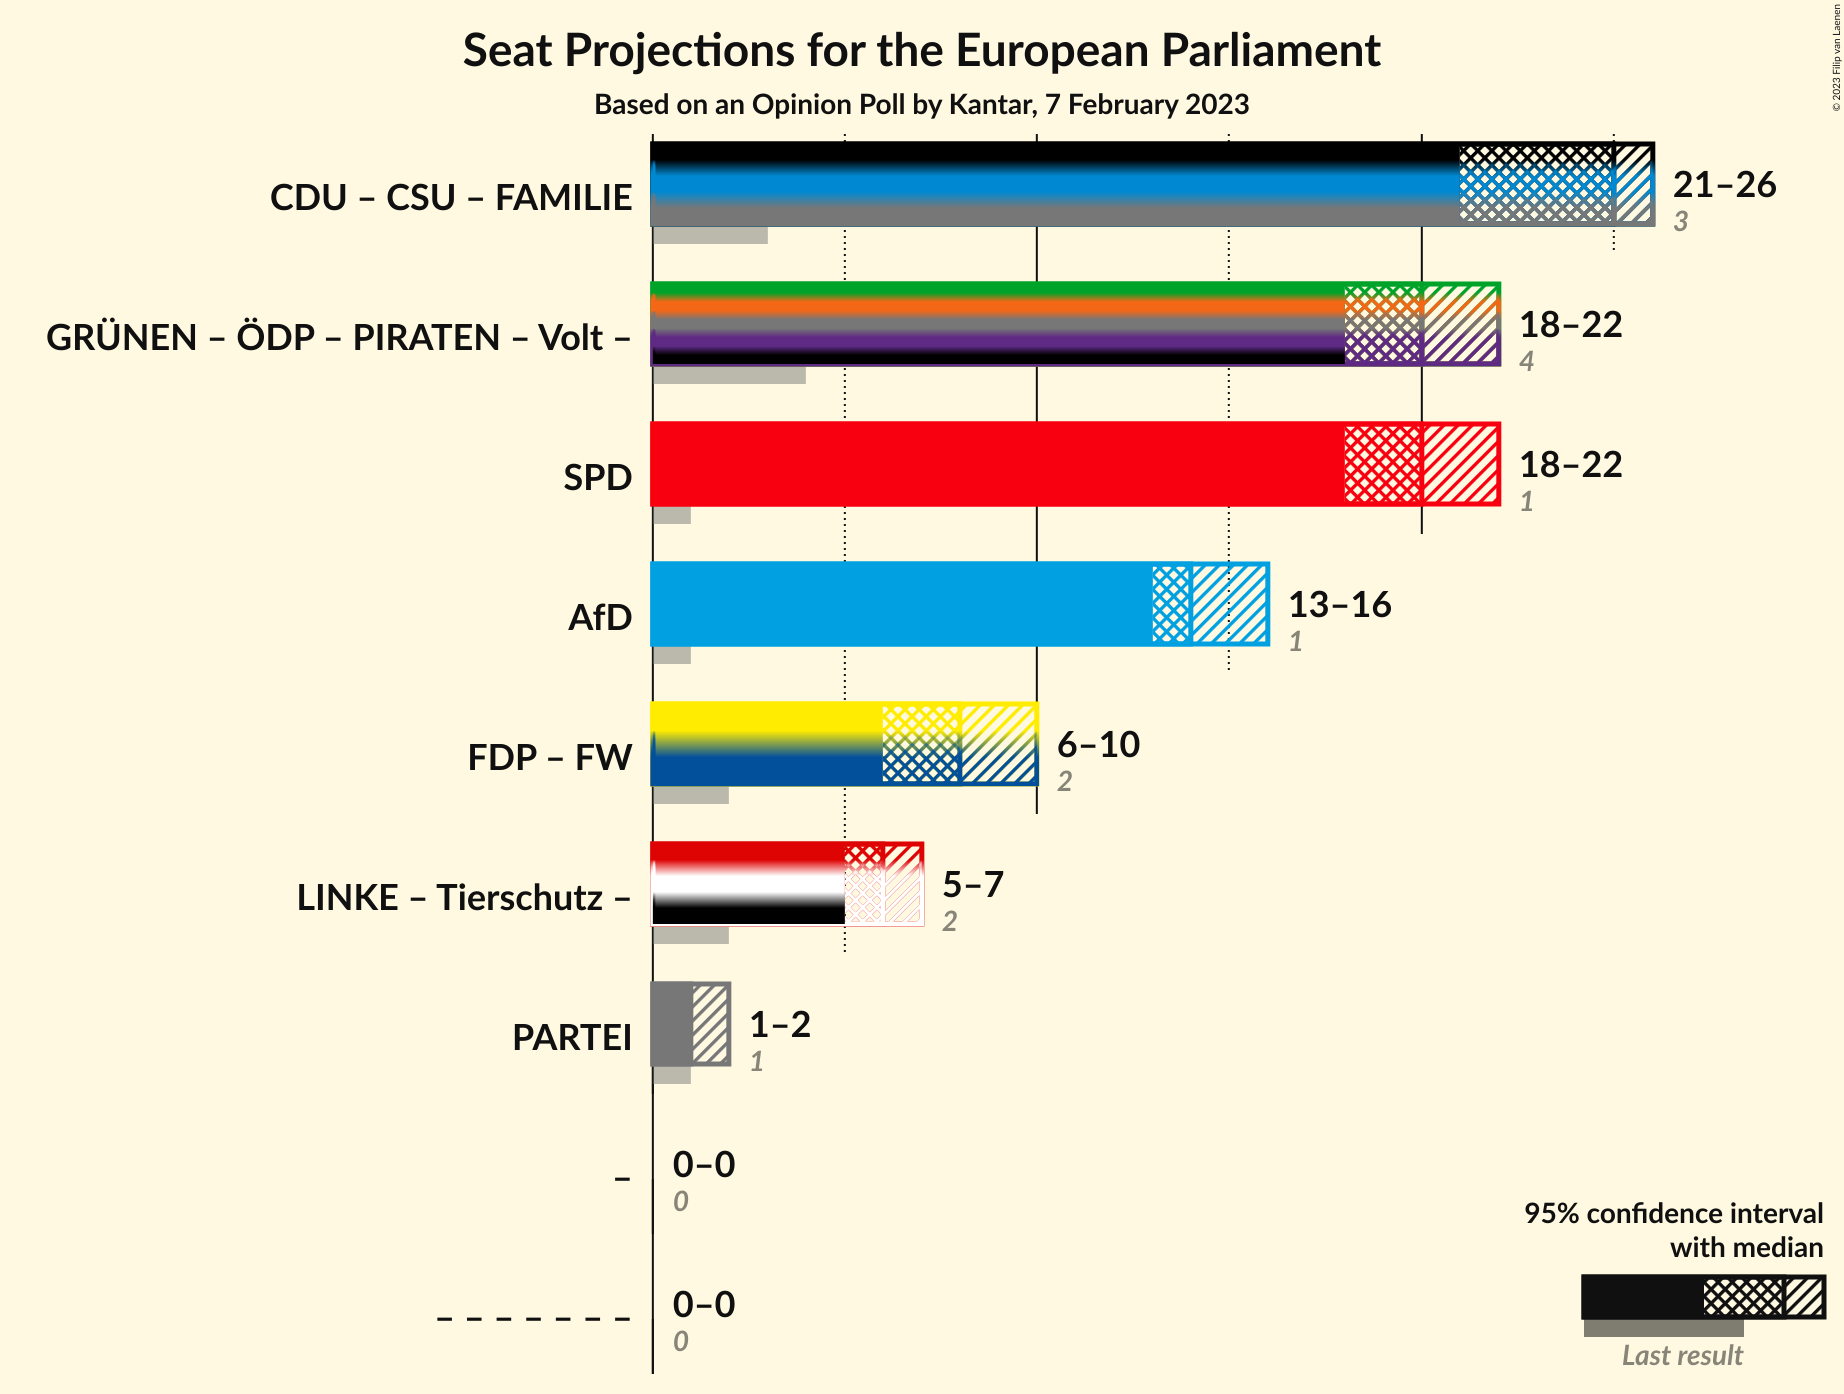 Seat Projections for the European Parliament
Based on an Opinion Poll by Kantar, 7 February 2023
© 2023 Filip van Laenen
CDU – CSU – FAMILIE
21–26
3
GRÜNEN – ÖDP – PIRATEN – Volt –
18–22
4
SPD
18–22
1
AfD
13–16
1
FDP – FW
6–10
2
LINKE – Tierschutz –
5–7
2
PARTEI
1–2
1
–
0–0
0
– – – – – – –
0–0
0
95% confidence interval
with median
Last result